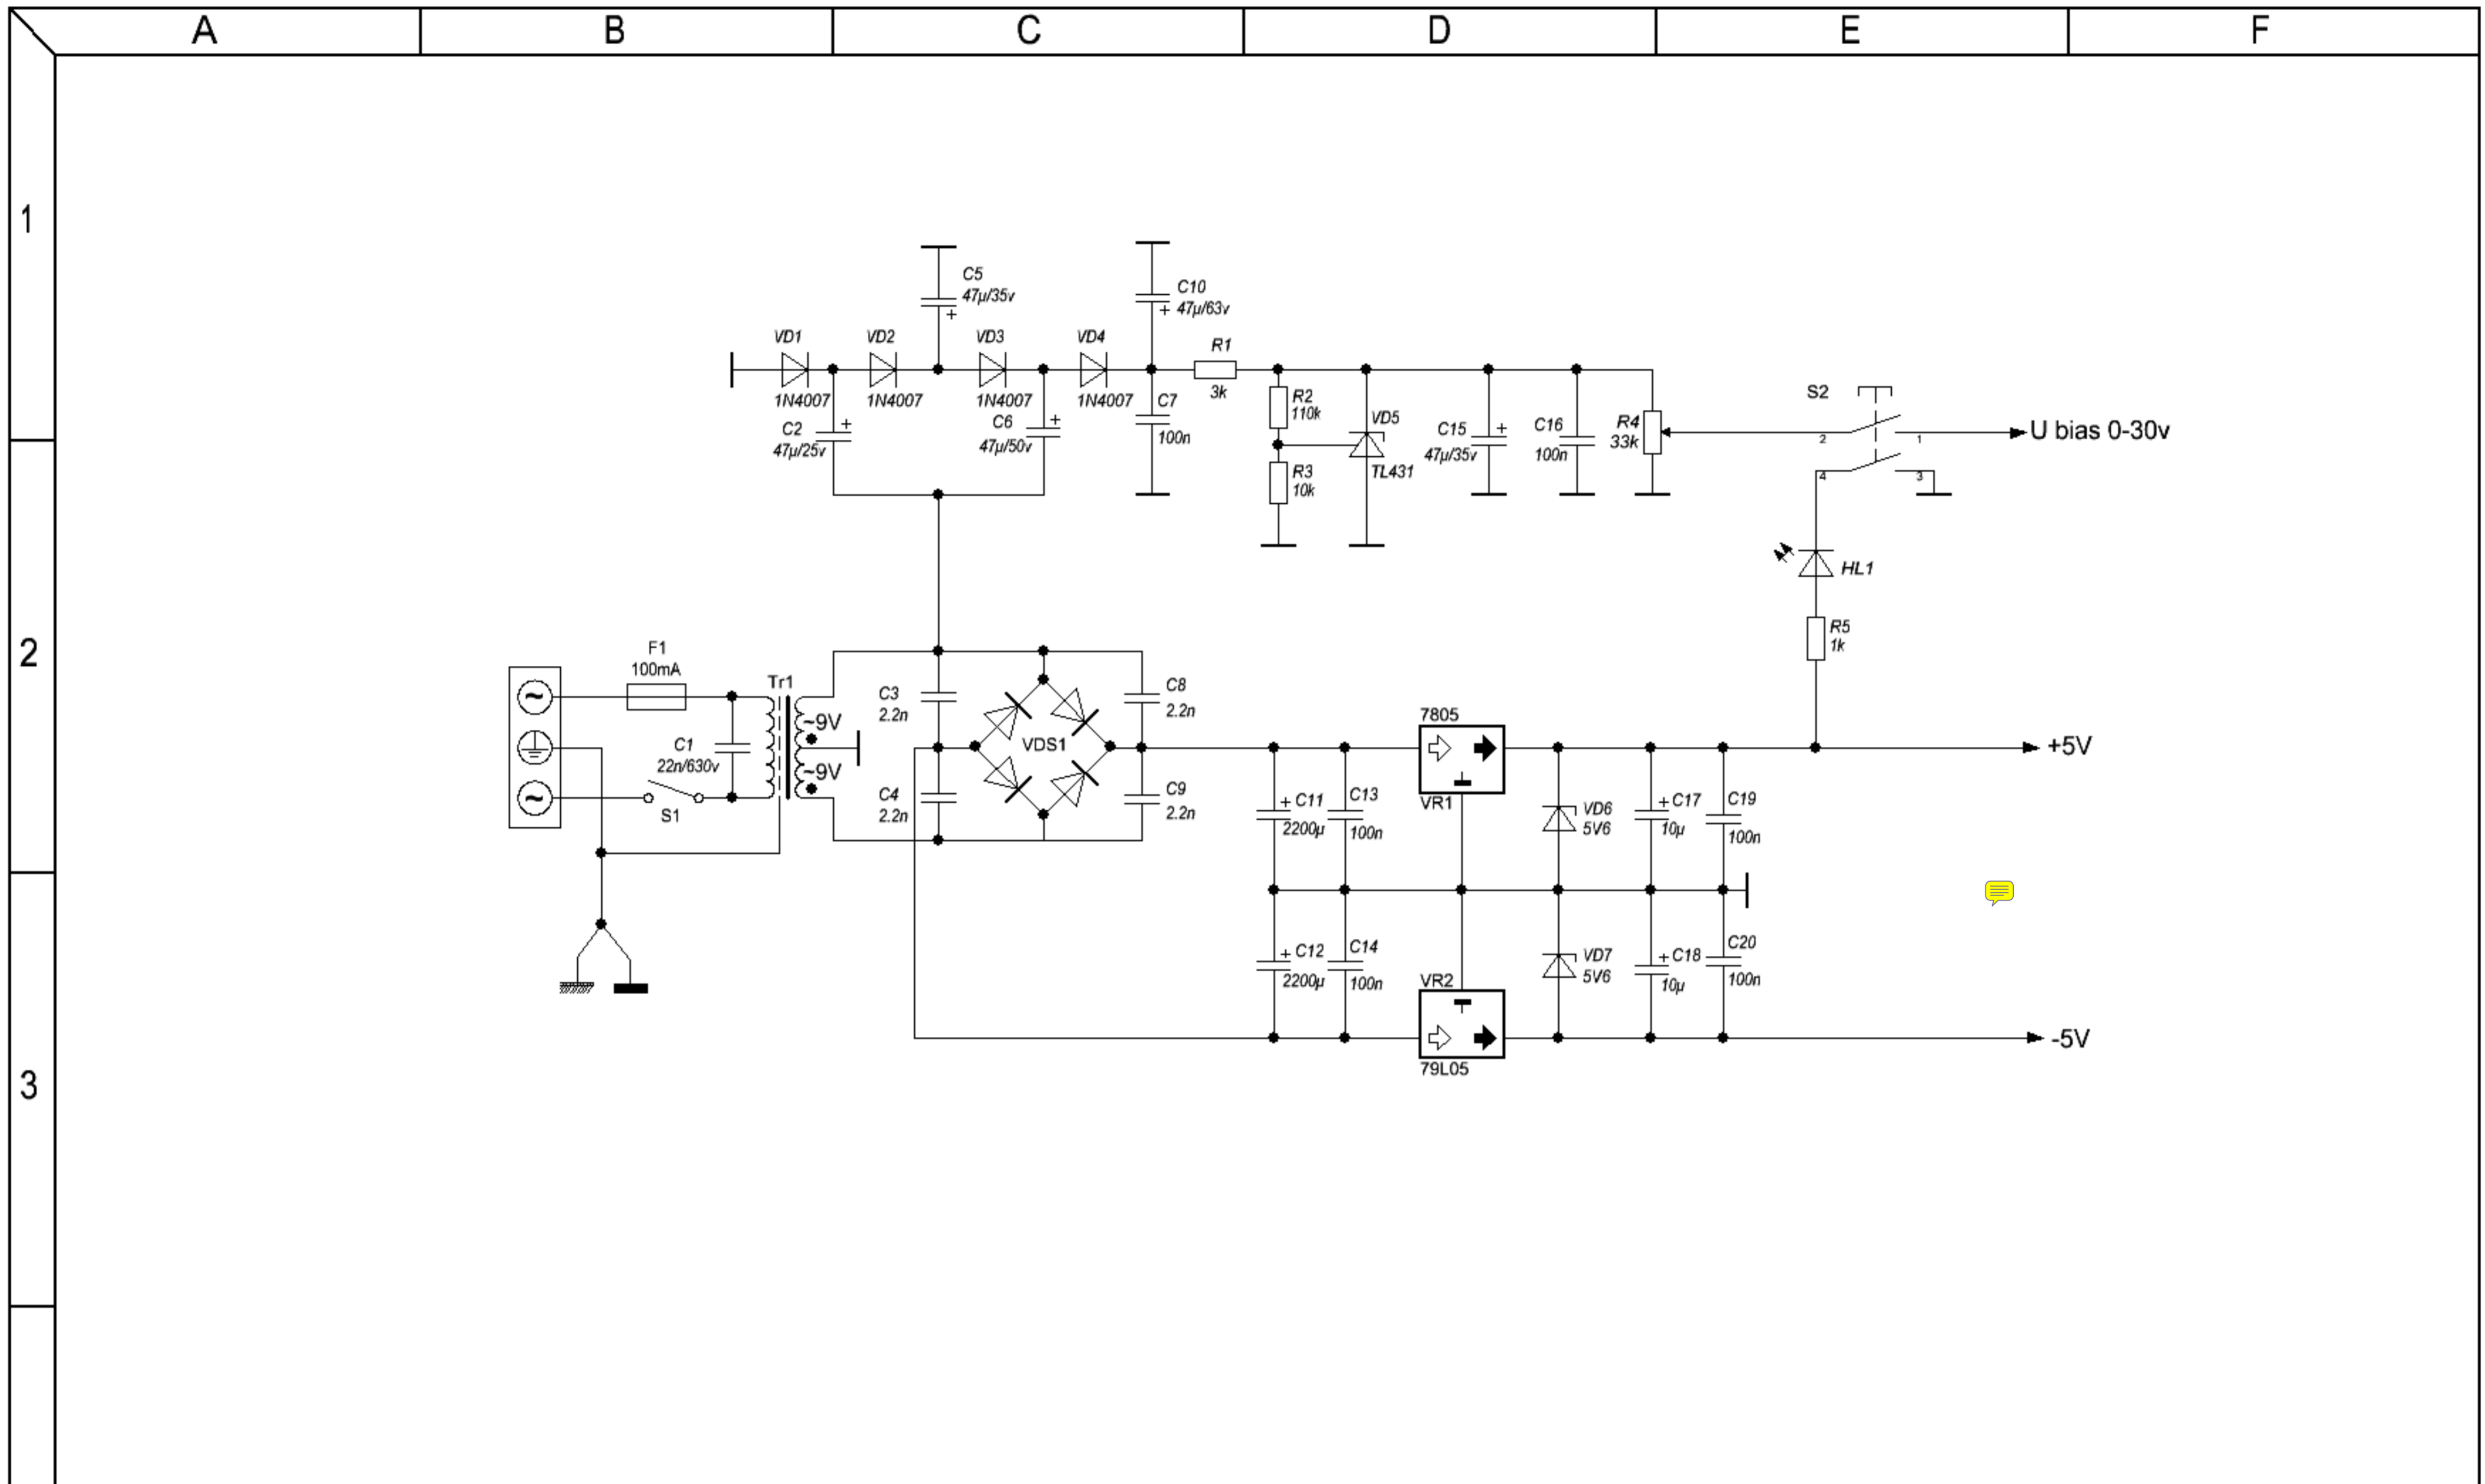 A B C D E F
1
2
3
C5
47µ/35v
C10
47µ/63v
VD1
VD2
VD3
VD4
R1
1N4007
1N4007
1N4007
1N4007
3k
C2
47µ/25v
C6
47µ/50v
C7
100n
R2
110k
R3
10k
VD5
TL431
C15
47µ/35v
C16
100n
R4
33k
S2
2
1
4
3
U bias 0-30v
HL1
R5
1k
F1
100mA
Tr1
~9V
~9V
C1
22n/630v
S1
C3
2.2n
C4
2.2n
VDS1
C8
2.2n
C9
2.2n
7805
VR1
+5V
C11
2200µ
C13
100n
VD6
5V6
C17
10µ
C19
100n
C12
2200µ
C14
100n
VR2
79L05
VD7
5V6
C18
10µ
C20
100n
-5V